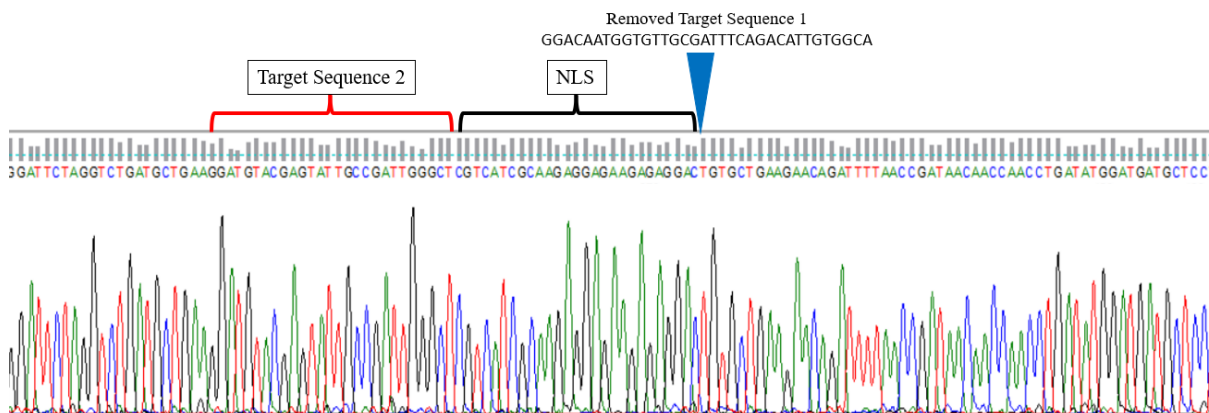 Removed Target Sequence 1
GGACAATGGTGTTGCGATTTCAGACATTGTGGCA
Target Sequence 2
NLS
GGATTCTAGGTCTGATGCTGAAGGATGTACGAGTATTGCCGATTGGGCTCGTCATCGCAAGAGGAGAAGAGAGGACTGTGCTGAAGAACAGATTTTAACCGATAACAACCAACCTGATATGGATGATGCTCC